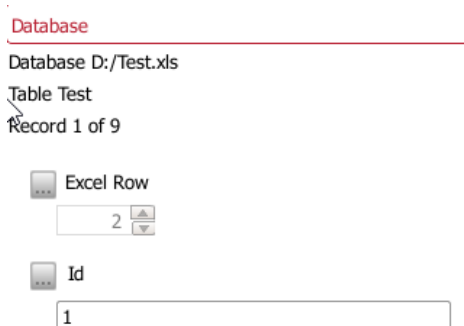 Database
Database D:/Test.xls
Table Test
Record 1 of 9
... Excel Row
2
... Id
1